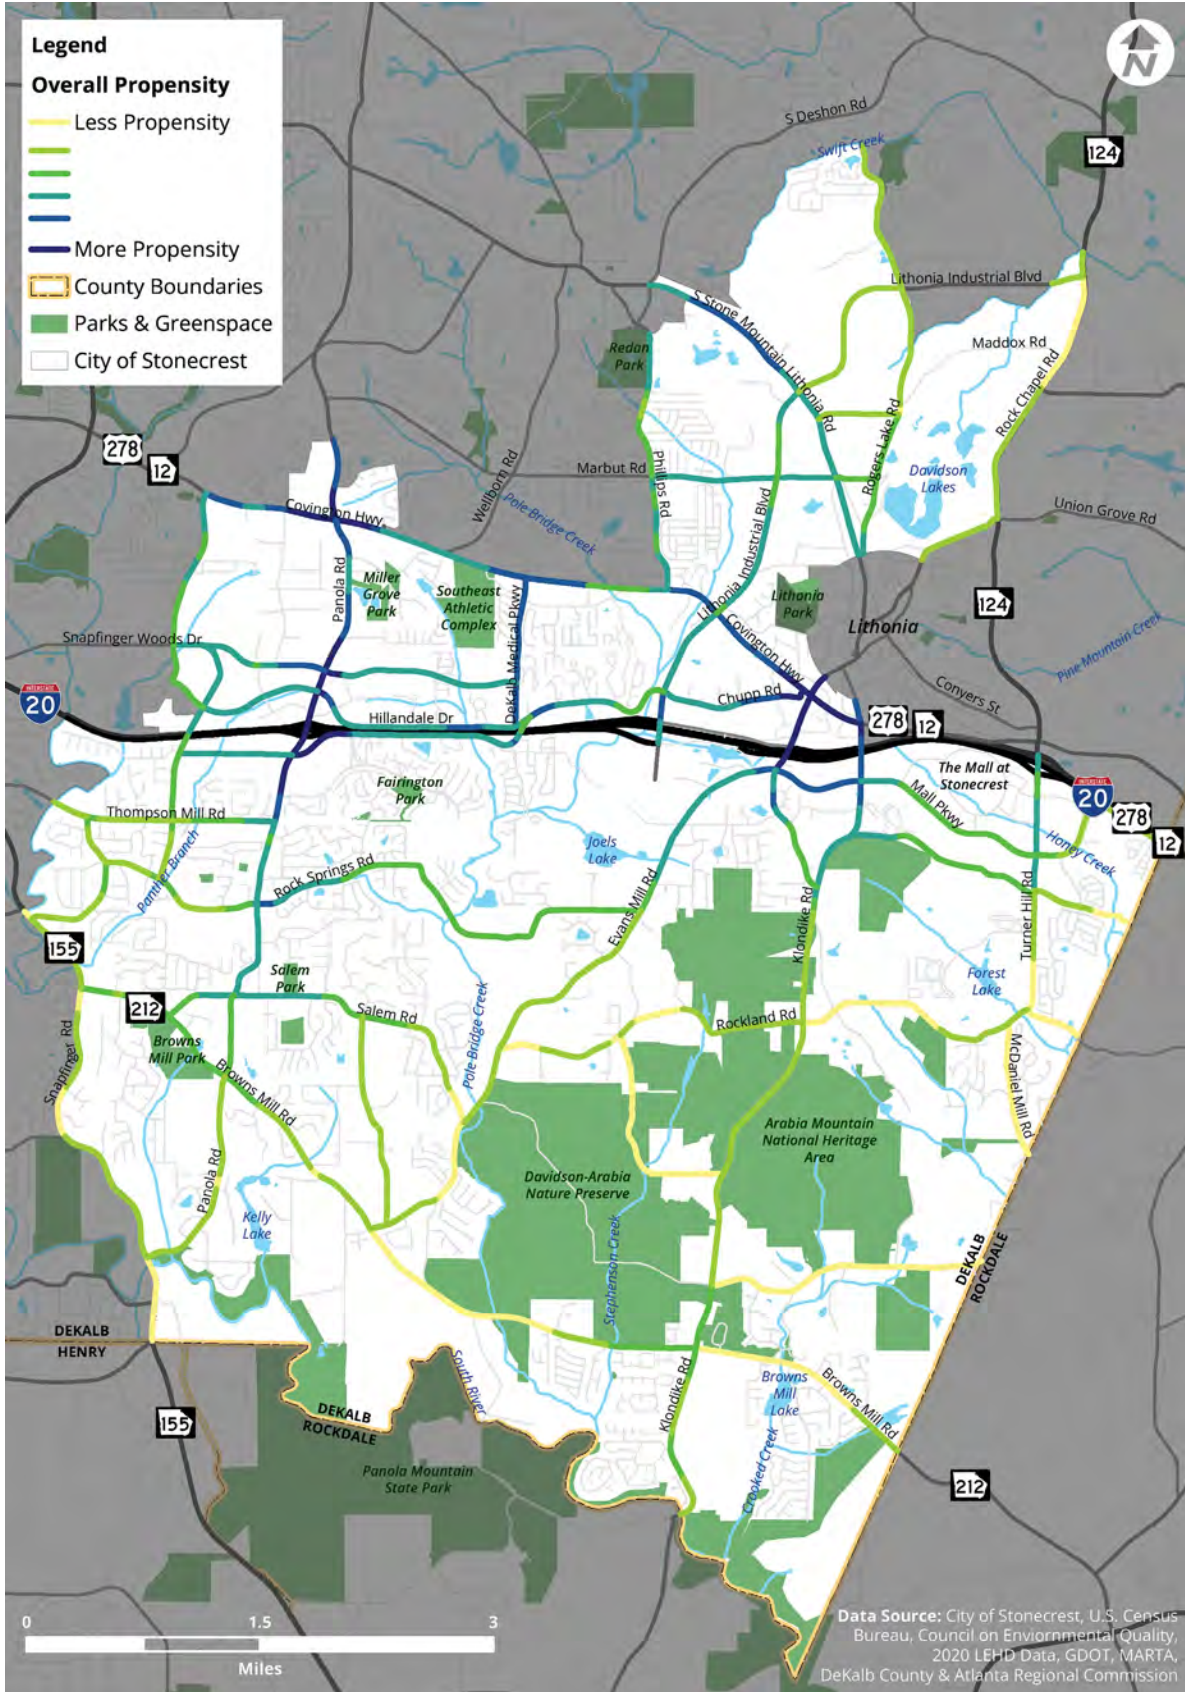 Legend
Overall Propensity
Less Propensity
More Propensity
County Boundaries
Parks & Greenspace
City of Stonecrest
N
S Deshon Rd
Swift Creek
124
Lithonia Industrial Blvd
S Stone Mountain Lithonia Rd
Maddox Rd
Redan
Park
Rock Chapel Rd
Rogers Lake Rd
278
12
Wellborn Rd
Marbut Rd
Phillips Rd
Davidson
Lakes
Covington Hwy
Pole Bridge Creek
Union Grove Rd
Lithonia Industrial Blvd
Panola Rd
Miller
Grove
Park
Southeast
Athletic
Complex
DeKalb Medical Pkwy
Lithonia
Park
124
Lithonia
Snapfinger Woods Dr
Covington Hwy
Pine Mountain Creek
Chupp Rd
Conyers St
INTERSTATE
20
Hillandale Dr
278
12
The Mall at
Stonecrest
Fairington
Park
INTERSTATE
20
278
12
Mall Pkwy
Thompson Mill Rd
Joels
Lake
Honey Creek
Panther Branch
Rock Springs Rd
Evans Mill Rd
Klondike Rd
Turner Hill Rd
155
Salem
Park
Forest
Lake
212
Salem Rd
Pole Bridge Creek
Rockland Rd
Snapfinger Rd
Browns
Mill Park
McDaniel Mill Rd
Browns Mill Rd
Arabia Mountain
National Heritage
Area
Panola Rd
Davidson-Arabia
Nature Preserve
Kelly
Lake
Stephenson Creek
DEKALB
ROCKDALE
DEKALB
HENRY
South River
Klondike Rd
Browns
Mill
Lake
Browns Mill Rd
155
DEKALB
ROCKDALE
Panola Mountain
State Park
Crooked Creek
212
0
1.5
3
Miles
Data Source: City of Stonecrest, U.S. Census
Bureau, Council on Enviornmental Quality,
2020 LEHD Data, GDOT, MARTA,
DeKalb County & Atlanta Regional Commission